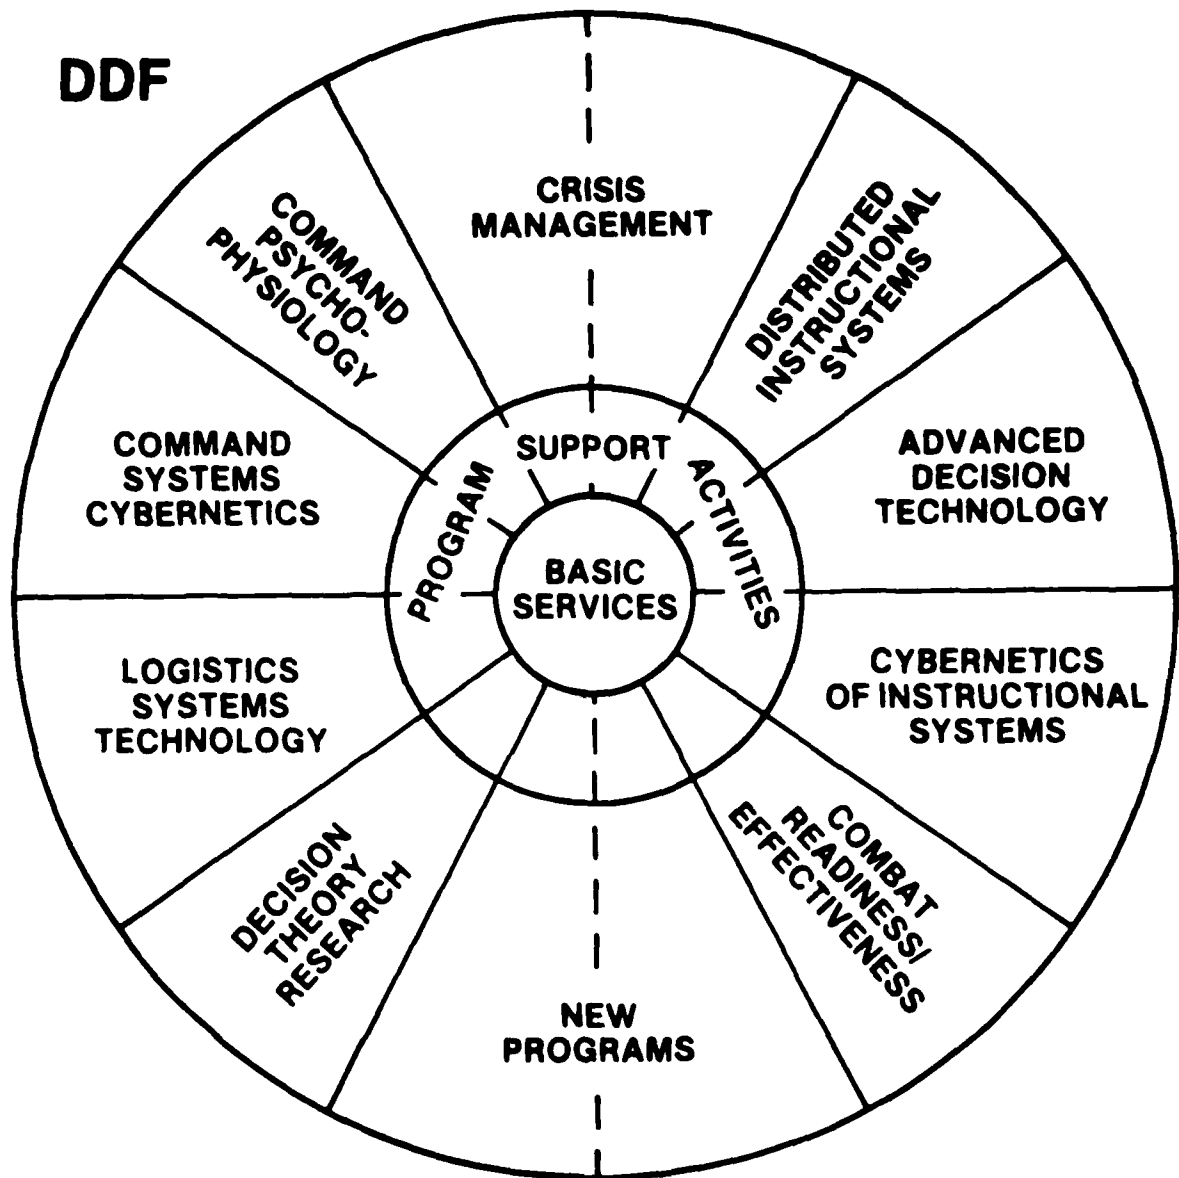 DDF
CRISIS
MANAGEMENT
DISTRIBUTED
INSTRUCTIONAL
SYSTEMS
ADVANCED
DECISION
TECHNOLOGY
CYBERNETICS
OF INSTRUCTIONAL
SYSTEMS
COMBAT
READINESS/
EFFECTIVENESS
NEW
PROGRAMS
DECISION
THEORY
RESEARCH
LOGISTICS
SYSTEMS
TECHNOLOGY
COMMAND
SYSTEMS
CYBERNETICS
COMMAND
PSYCHO-
PHYSIOLOGY
PROGRAM
SUPPORT
ACTIVITIES
BASIC
SERVICES